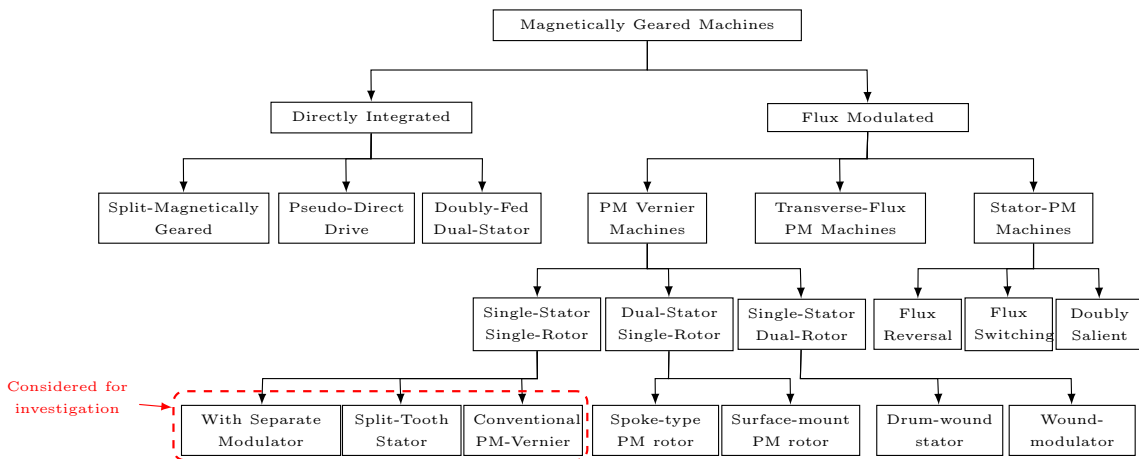 Magnetically Geared Machines
Directly Integrated
Flux Modulated
Split-Magnetically
Geared
Pseudo-Direct
Drive
Doubly-Fed
Dual-Stator
PM Vernier
Machines
Transverse-Flux
PM Machines
Stator-PM
Machines
Single-Stator
Single-Rotor
Dual-Stator
Single-Rotor
Single-Stator
Dual-Rotor
Flux
Reversal
Flux
Switching
Doubly
Salient
Considered for
investigation
With Separate
Modulator
Split-Tooth
Stator
Conventional
PM-Vernier
Spoke-type
PM rotor
Surface-mount
PM rotor
Drum-wound
stator
Wound-
modulator